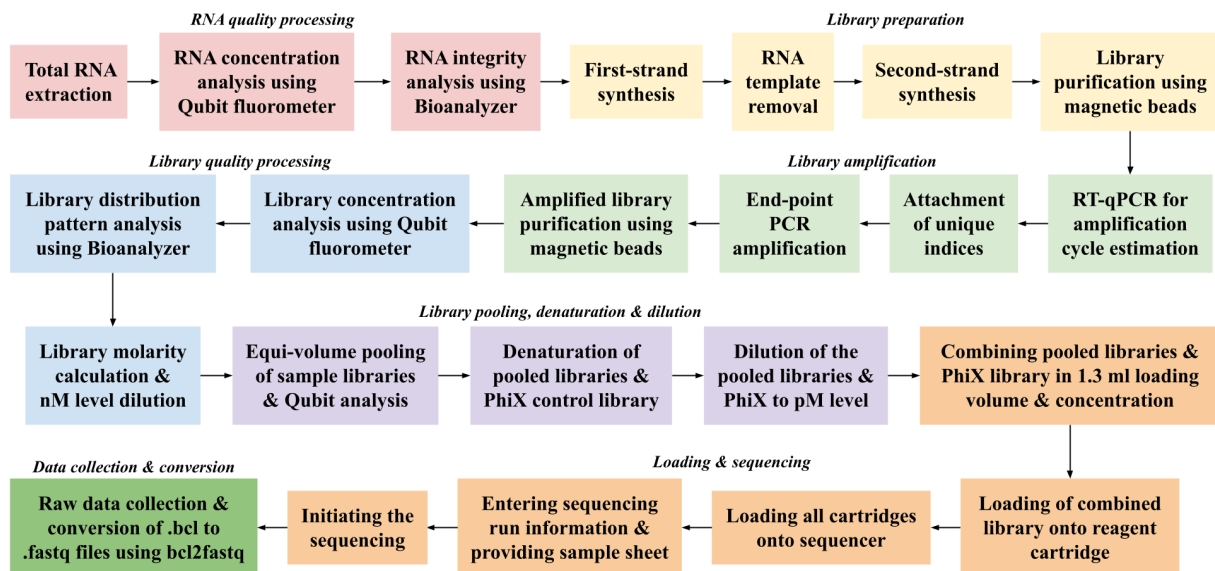 RNA quality processing
Library preparation
Total RNA
extraction
RNA concentration
analysis using
Qubit fluorometer
RNA integrity
analysis using
Bioanalyzer
First-strand
synthesis
RNA
template
removal
Second-strand
synthesis
Library
purification using
magnetic beads
Library quality processing
Library amplification
RT-qPCR for
amplification
cycle estimation
Attachment
of unique
indices
End-point
PCR
amplification
Amplified library
purification using
magnetic beads
Library concentration
analysis using Qubit
fluorometer
Library distribution
pattern analysis
using Bioanalyzer
Library pooling, denaturation & dilution
Library molarity
calculation &
nM level dilution
Equi-volume pooling
of sample libraries
& Qubit analysis
Denaturation of
pooled libraries &
PhiX control library
Dilution of the
pooled libraries &
PhiX to pM level
Combining pooled libraries &
PhiX library in 1.3 ml loading
volume & concentration
Data collection & conversion
Loading & sequencing
Loading of combined
library onto reagent
cartridge
Loading all cartridges
onto sequencer
Entering sequencing
run information &
providing sample sheet
Initiating the
sequencing
Raw data collection &
conversion of .bcl to
.fastq files using bcl2fastq